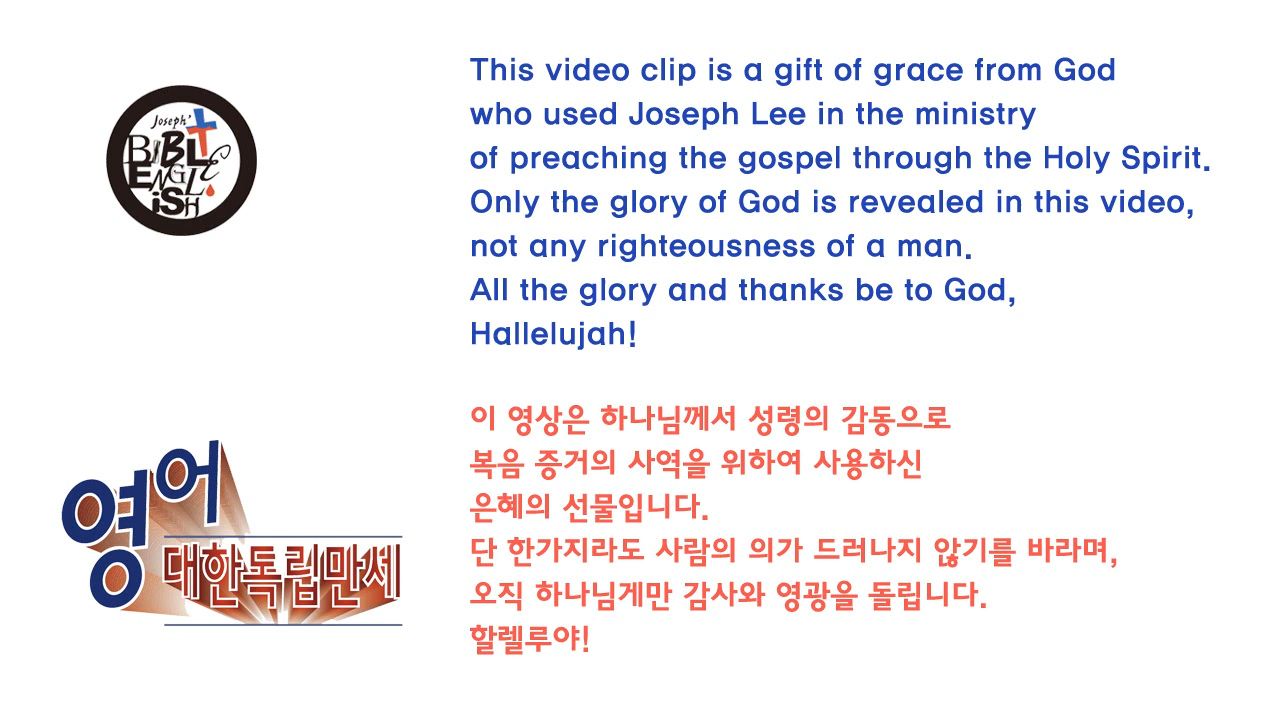 Joseph'
BIBLE
ENGL
iSH
This video clip is a gift of grace from God
who used Joseph Lee in the ministry
of preaching the gospel through the Holy Spirit.
Only the glory of God is revealed in this video,
not any righteousness of a man.
All the glory and thanks be to God,
Hallelujah!
영어
대한독립만세
이 영상은 하나님께서 성령의 감동으로
복음 증거의 사역을 위하여 사용하신
은혜의 선물입니다.
단 한가지라도 사람의 의가 드러나지 않기를 바라며,
오직 하나님게만 감사와 영광을 돌립니다.
할렐루야!